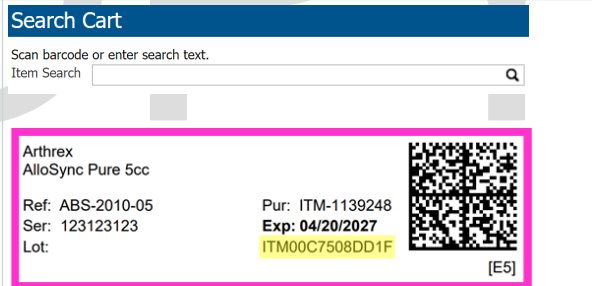 Search Cart
Scan barcode or enter search text.
Item Search
Arthrex
AlloSync Pure 5cc
Ref: ABS-2010-05 Pur: ITM-1139248
Ser: 123123123 Exp: 04/20/2027
Lot: ITM00C7508DD1F
[E5]